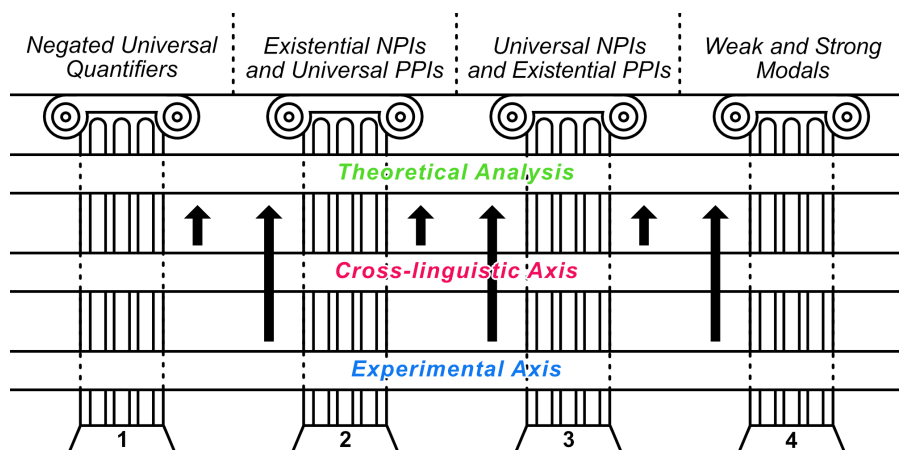 Negated Universal
Quantifiers
Existential NPIs
and Universal PPIs
Universal NPIs
and Existential PPIs
Weak and Strong
Modals
Theoretical Analysis
Cross-linguistic Axis
Experimental Axis
1
2
3
4